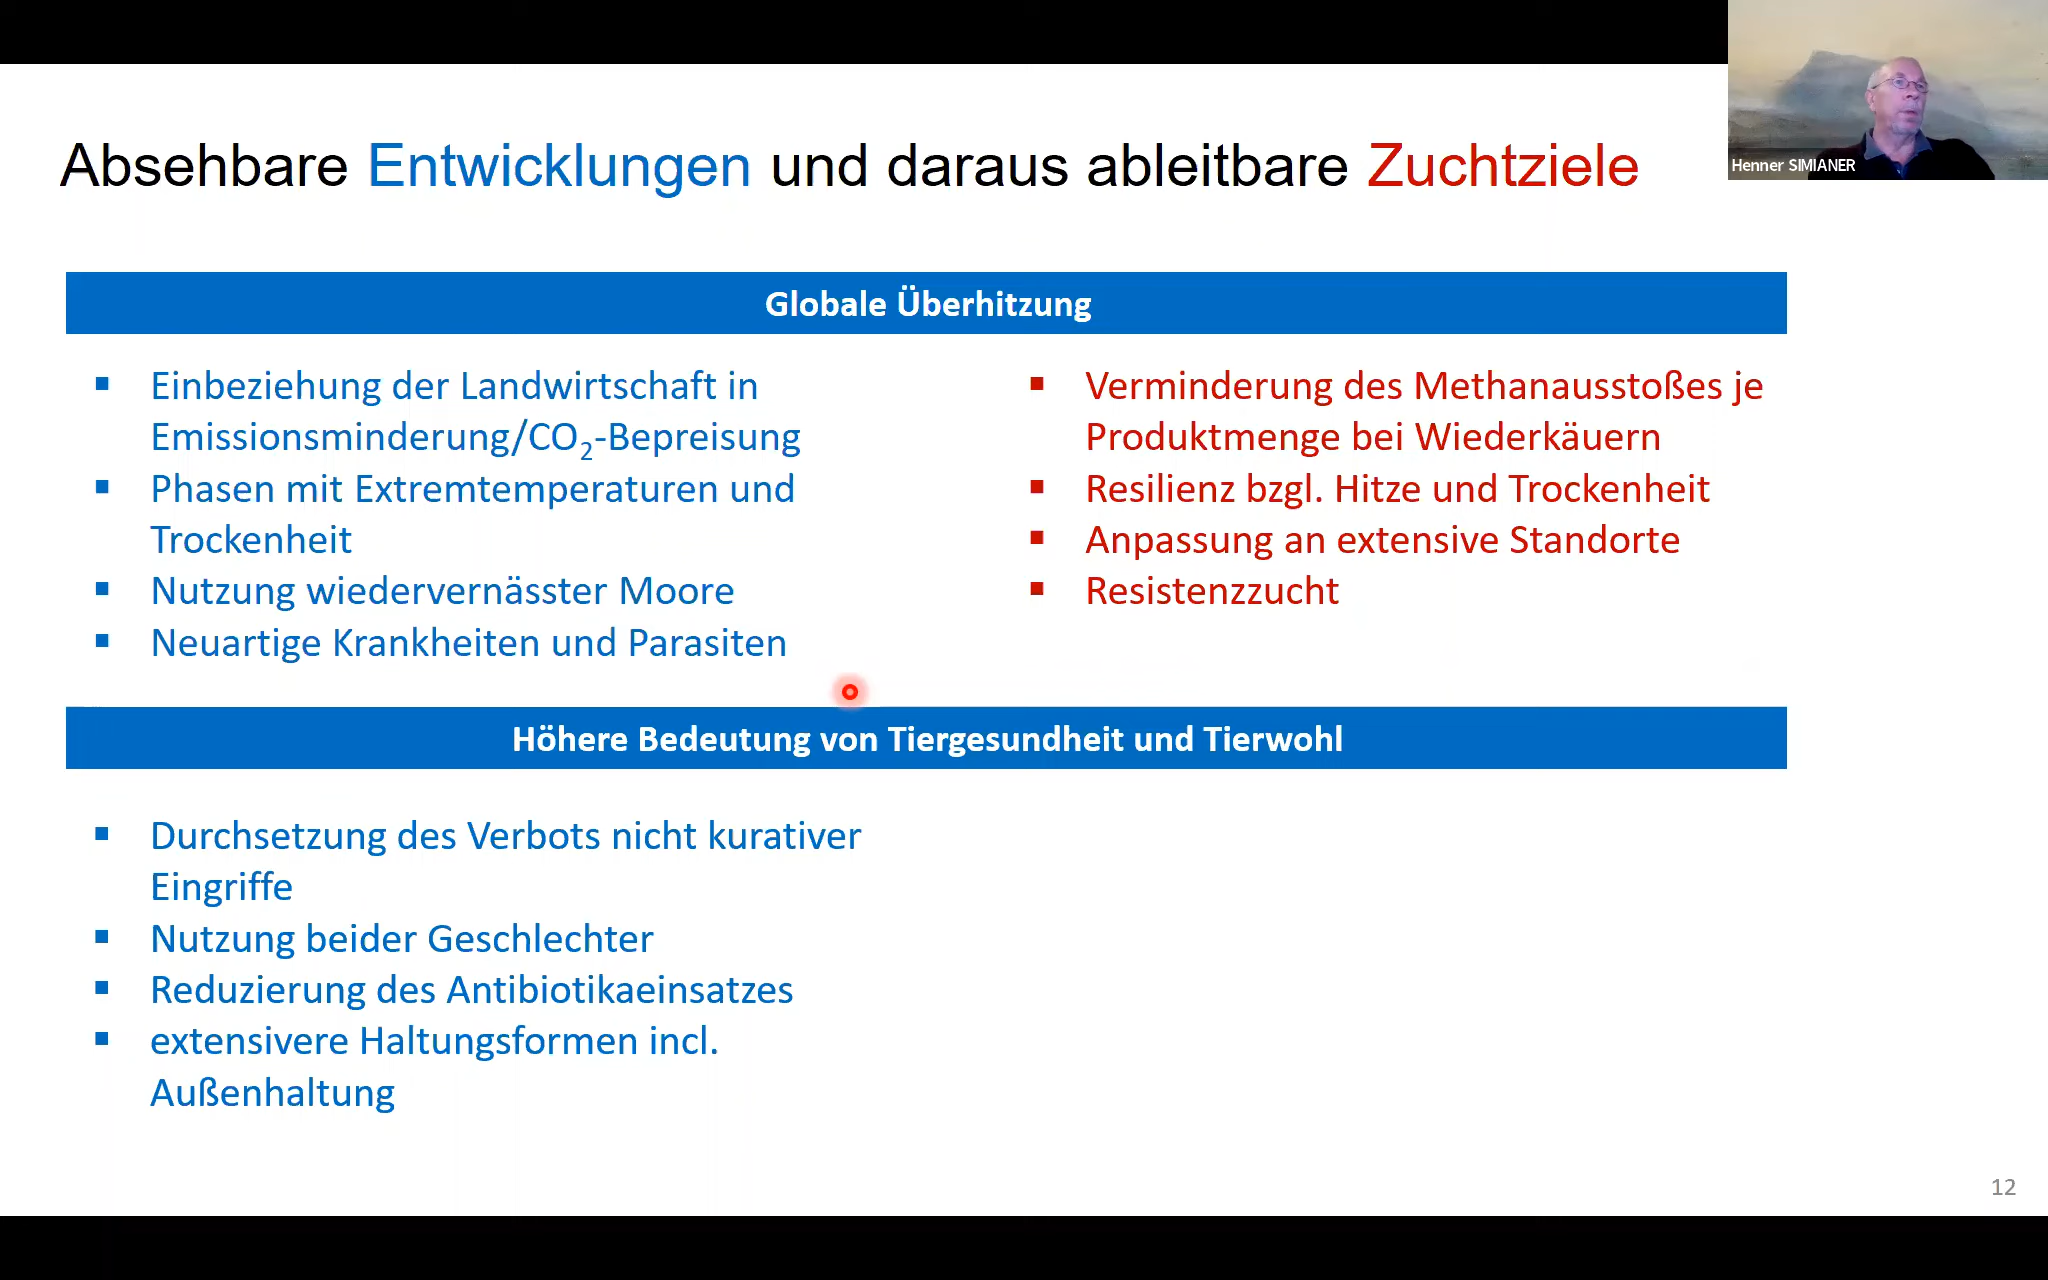 Absehbare Entwicklungen und daraus ableitbare Zuchtziele
Henner SIMIANER
Globale Überhitzung
Einbeziehung der Landwirtschaft in
Emissionsminderung/CO₂-Bepreisung
Phasen mit Extremtemperaturen und
Trockenheit
Nutzung wiedervernässter Moore
Neuartige Krankheiten und Parasiten
Verminderung des Methanausstoßes je
Produktmenge bei Wiederkäuern
Resilienz bzgl. Hitze und Trockenheit
Anpassung an extensive Standorte
Resistenzzucht
Höhere Bedeutung von Tiergesundheit und Tierwohl
Durchsetzung des Verbots nicht kurativer
Eingriffe
Nutzung beider Geschlechter
Reduzierung des Antibiotikaeinsatzes
extensivere Haltungsformen incl.
Außenhaltung
12